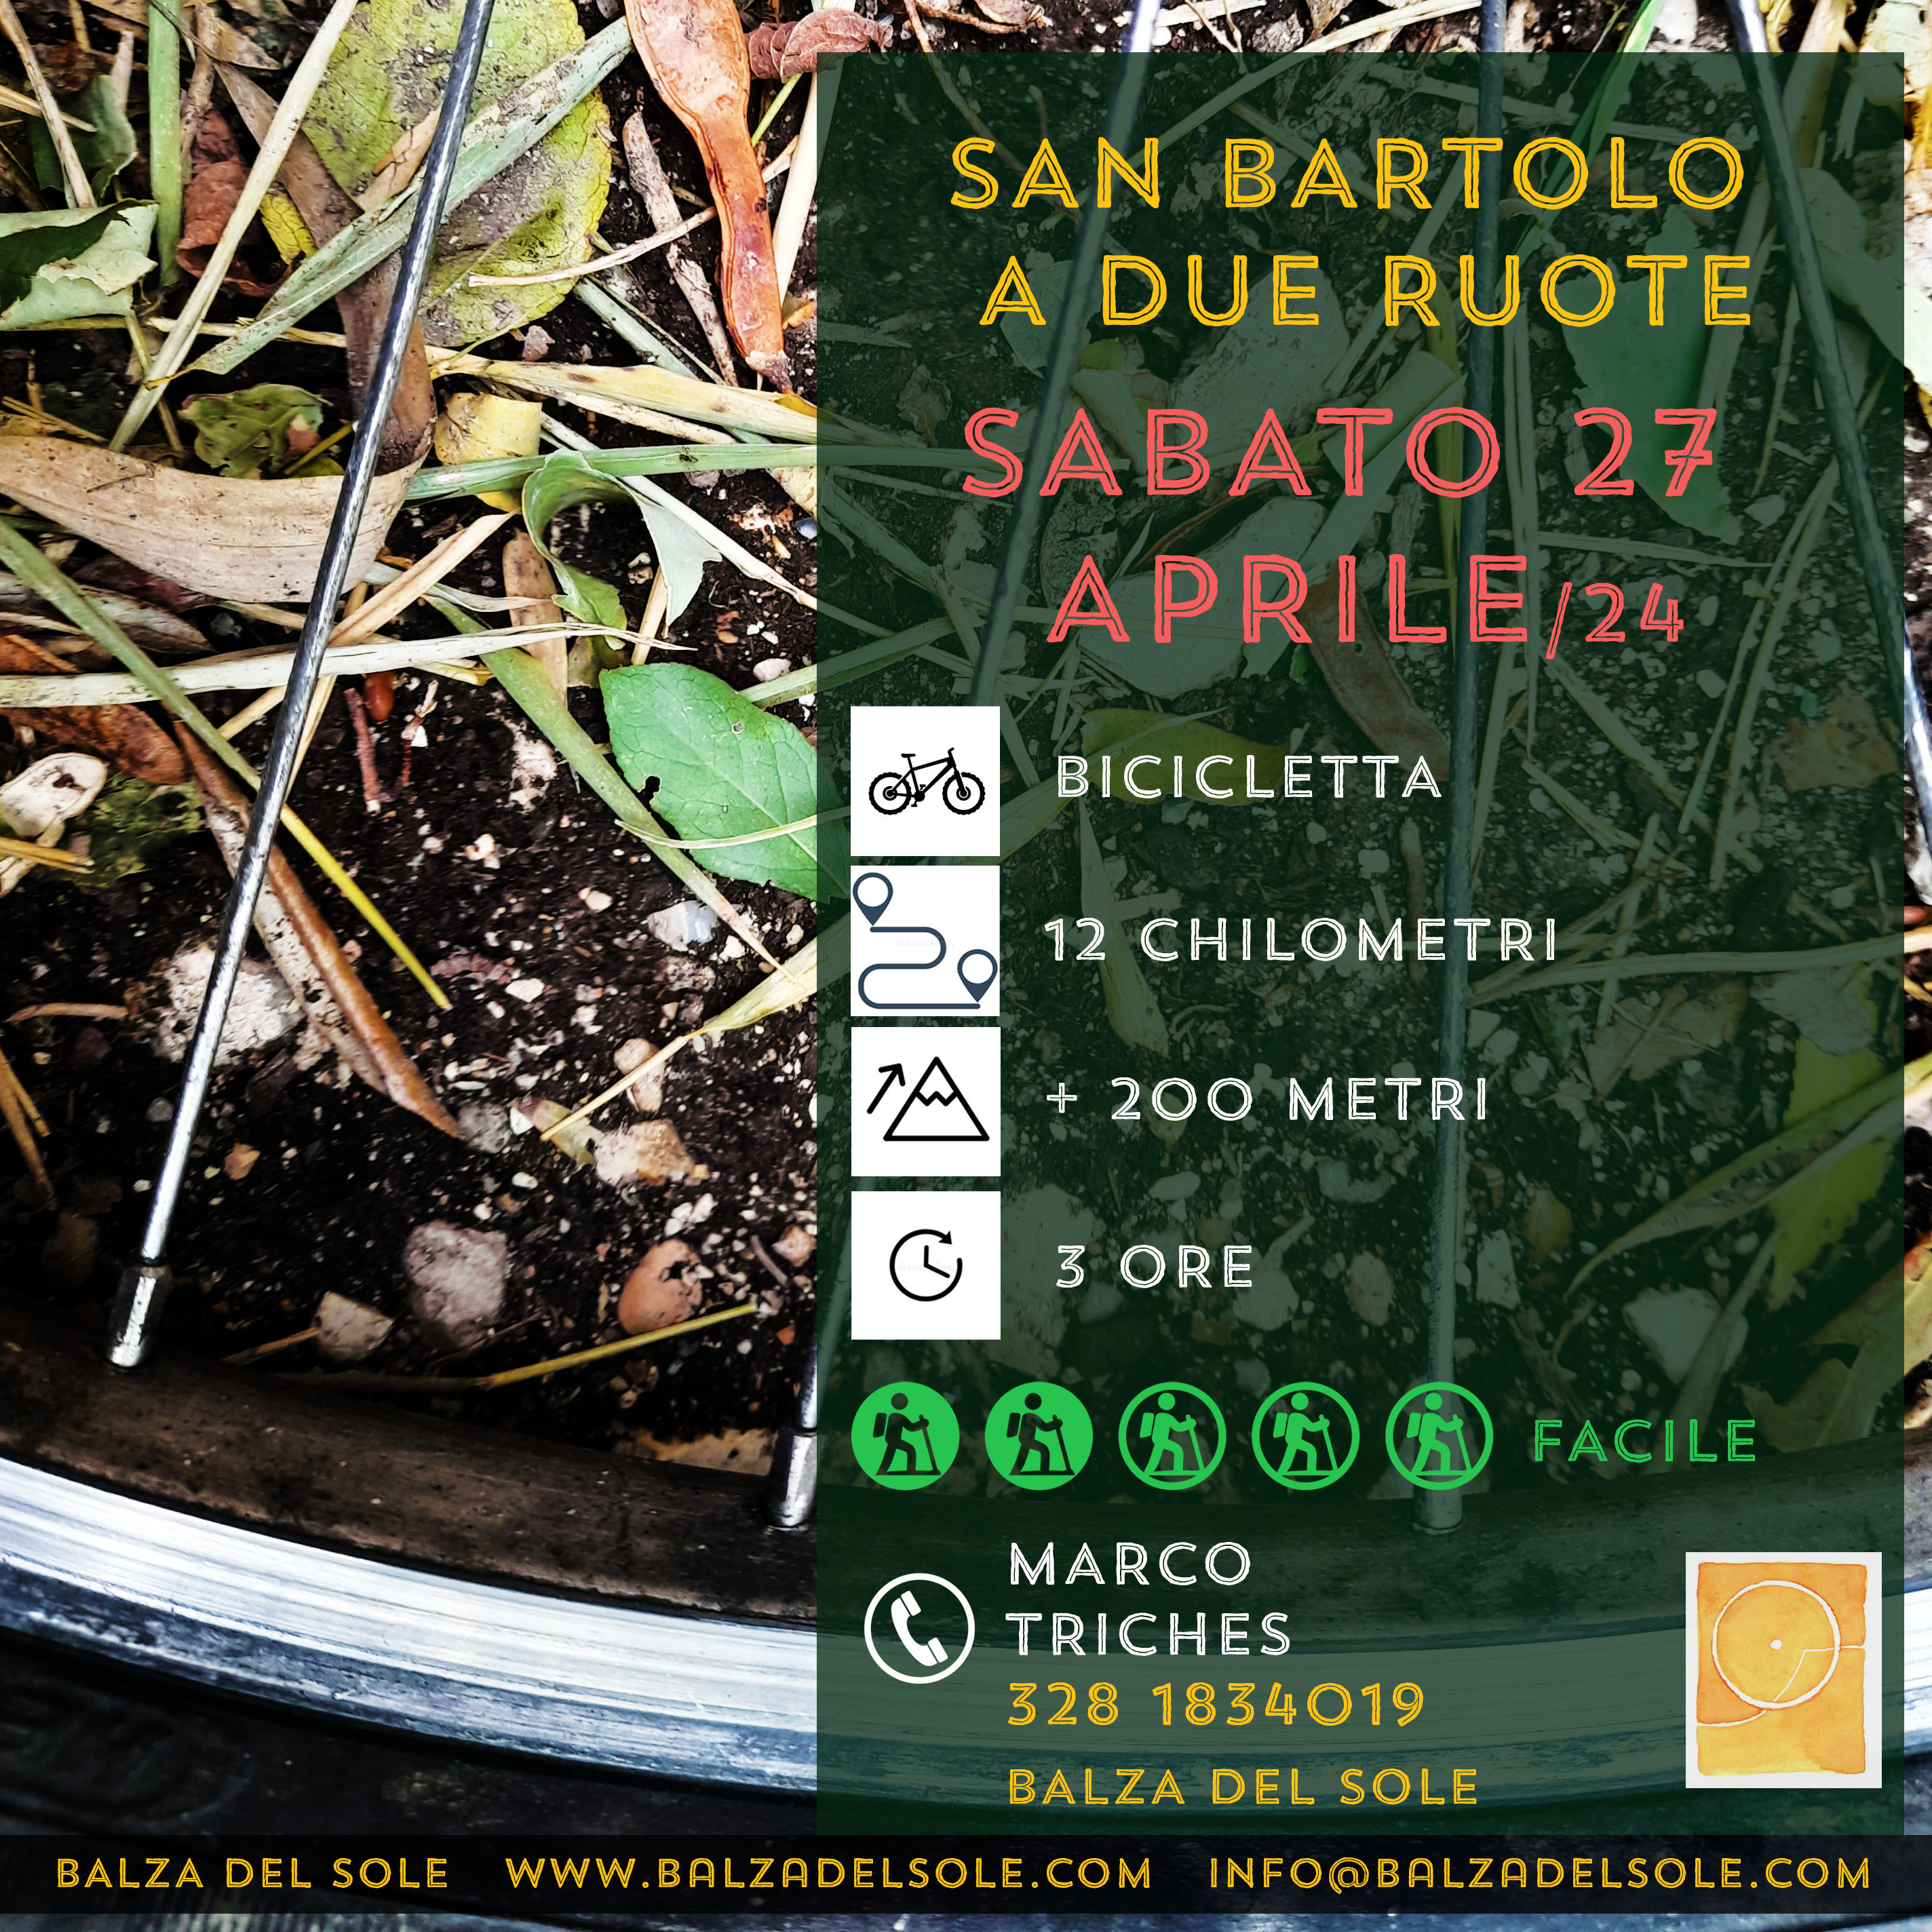 SAN BARTOLO
A DUE RUOTE
SABATO 27
APRILE/24
BICICLETTA
12 CHILOMETRI
+ 200 METRI
3 ORE
FACILE
MARCO
TRICHES
328 1834019
BALZA DEL SOLE
BALZA DEL SOLE WWW.BALZADELSOLE.COM INFO@BALZADELSOLE.COM